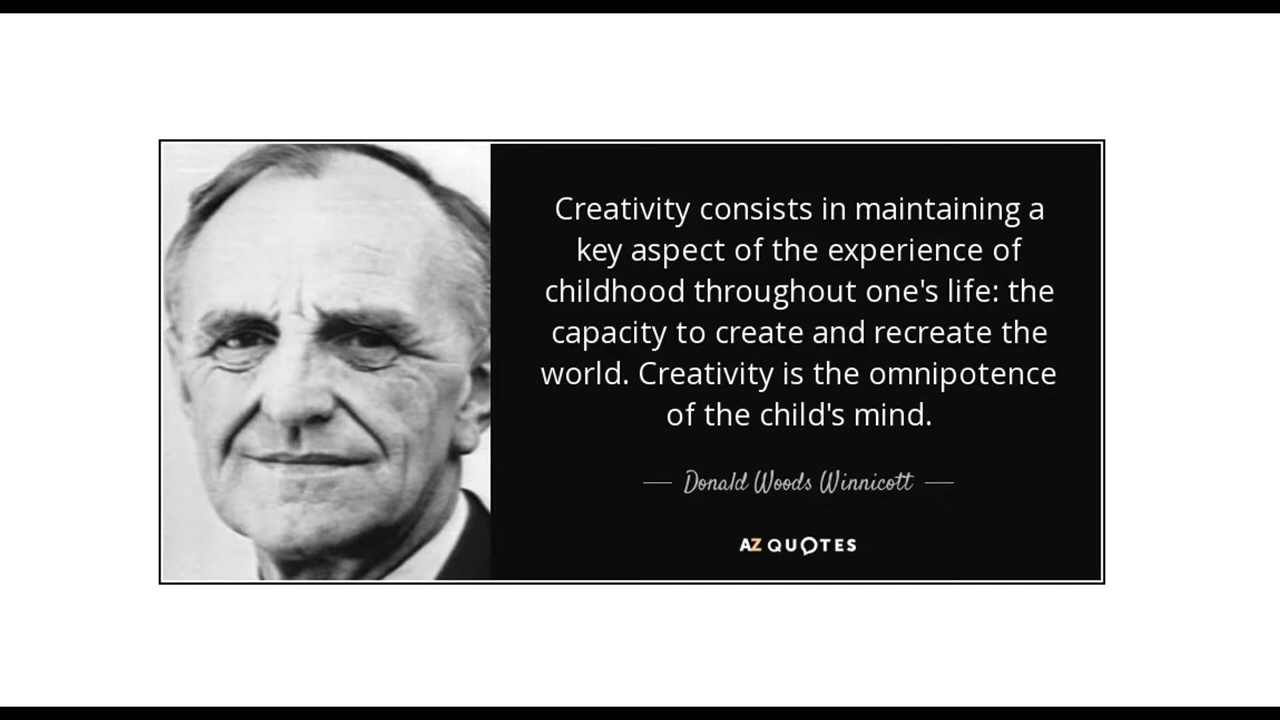 Creativity consists in maintaining a
key aspect of the experience of
childhood throughout one's life: the
capacity to create and recreate the
world. Creativity is the omnipotence
of the child's mind.
Donald Woods Winnicott
AZ QUOTES